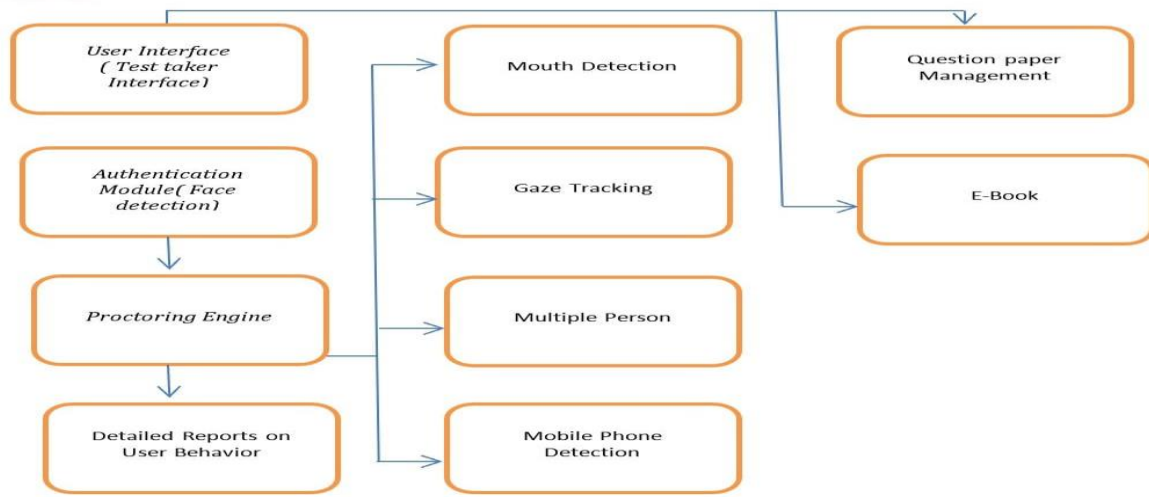 User Interface
( Test taker
Interface)
Authentication
Module( Face
detection)
Proctoring Engine
Detailed Reports on
User Behavior
Mouth Detection
Gaze Tracking
Multiple Person
Mobile Phone
Detection
Question paper
Management
E-Book